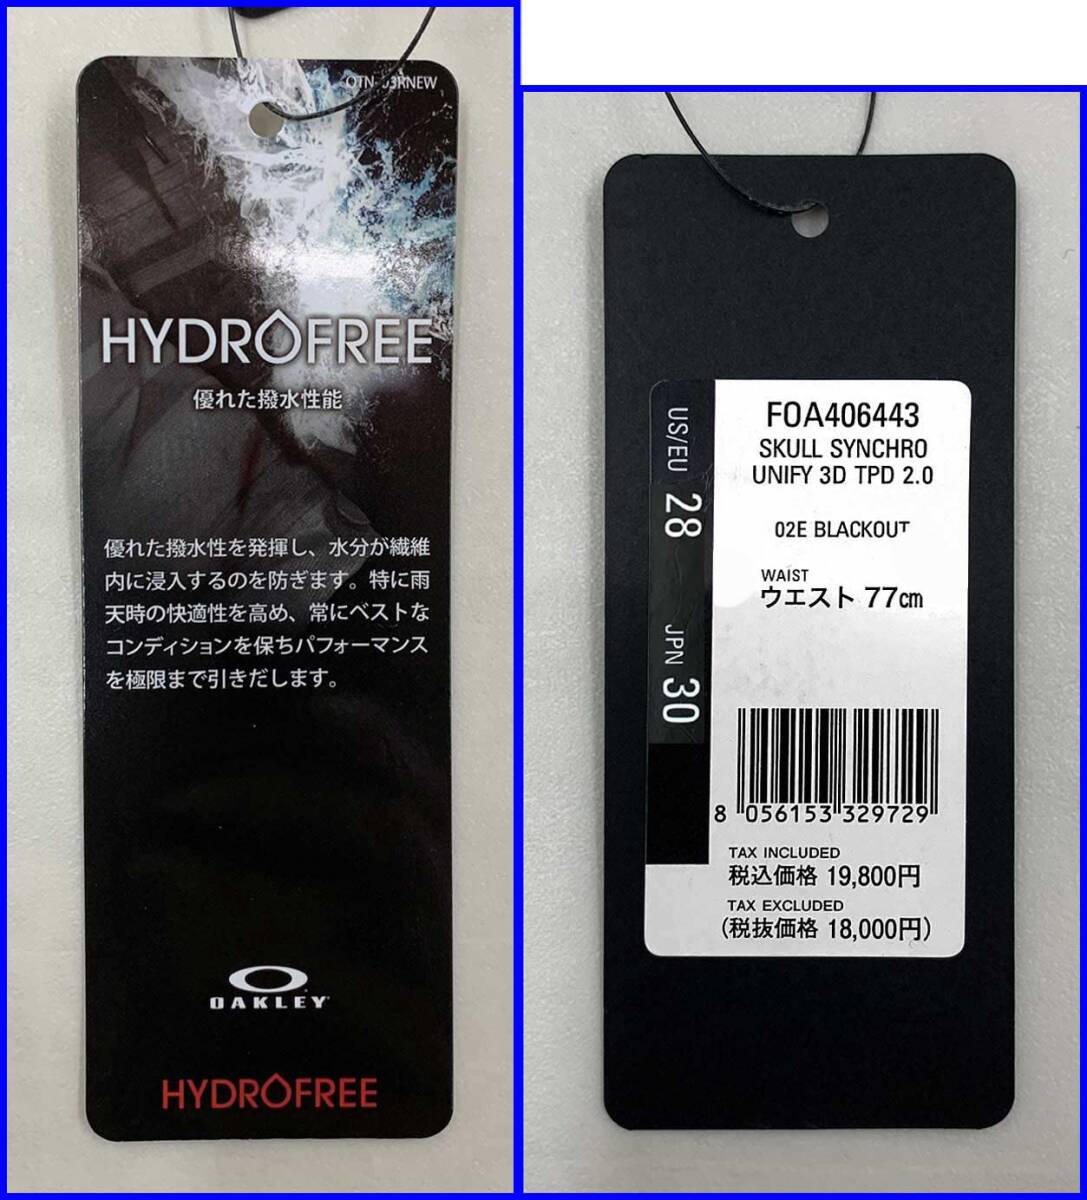 HYDROFREE
優れた撥水性能
優れた撥水性を発揮し、水分が繊維
内に浸入するのを防ぎます。特に雨
天時の快適性を高め、常にベストな
コンディションを保ちパフォーマンス
を極限まで引きだします。
OAKLEY
HYDROFREE
US/EU 28
JPN 30
FOA406443
SKULL SYNCHRO
UNIFY 3D TPD 2.0
02E BLACKOUT
WAIST
ウエスト 77cm
8 056153 329729
TAX INCLUDED
税込価格 19,800円
TAX EXCLUDED
(税抜価格 18,000円)